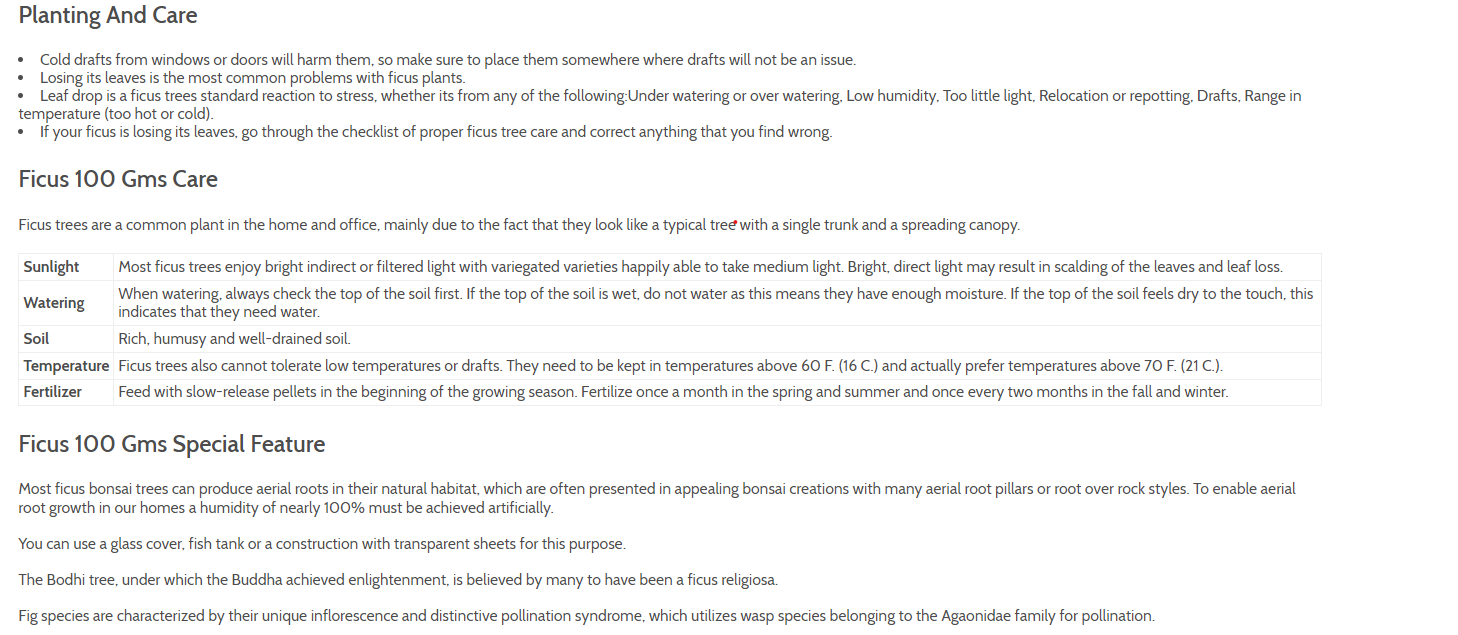 Planting And Care
• Cold drafts from windows or doors will harm them, so make sure to place them somewhere where drafts will not be an issue.
• Losing its leaves is the most common problems with ficus plants.
• Leaf drop is a ficus trees standard reaction to stress, whether its from any of the following:Under watering or over watering, Low humidity, Too little light, Relocation or repotting, Drafts, Range in
temperature (too hot or cold).
• If your ficus is losing its leaves, go through the checklist of proper ficus tree care and correct anything that you find wrong.
Ficus 100 Gms Care
Ficus trees are a common plant in the home and office, mainly due to the fact that they look like a typical tree with a single trunk and a spreading canopy.
Sunlight Most ficus trees enjoy bright indirect or filtered light with variegated varieties happily able to take medium light. Bright, direct light may result in scalding of the leaves and leaf loss.
Watering When watering, always check the top of the soil first. If the top of the soil is wet, do not water as this means they have enough moisture. If the top of the soil feels dry to the touch, this
indicates that they need water.
Soil Rich, humusy and well-drained soil.
Temperature Ficus trees also cannot tolerate low temperatures or drafts. They need to be kept in temperatures above 60 F. (16 C.) and actually prefer temperatures above 70 F. (21 C.).
Fertilizer Feed with slow-release pellets in the beginning of the growing season. Fertilize once a month in the spring and summer and once every two months in the fall and winter.
Ficus 100 Gms Special Feature
Most ficus bonsai trees can produce aerial roots in their natural habitat, which are often presented in appealing bonsai creations with many aerial root pillars or root over rock styles. To enable aerial
root growth in our homes a humidity of nearly 100% must be achieved artificially.
You can use a glass cover, fish tank or a construction with transparent sheets for this purpose.
The Bodhi tree, under which the Buddha achieved enlightenment, is believed by many to have been a ficus religiosa.
Fig species are characterized by their unique inflorescence and distinctive pollination syndrome, which utilizes wasp species belonging to the Agaonidae family for pollination.